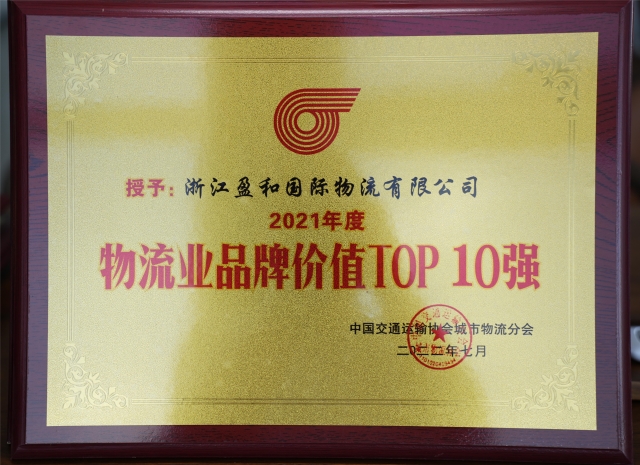 授予：浙江盈和国际物流有限公司
2021年度
物流业品牌价值TOP 10强
中国交通运输协会城市物流分会
二〇二二年七月